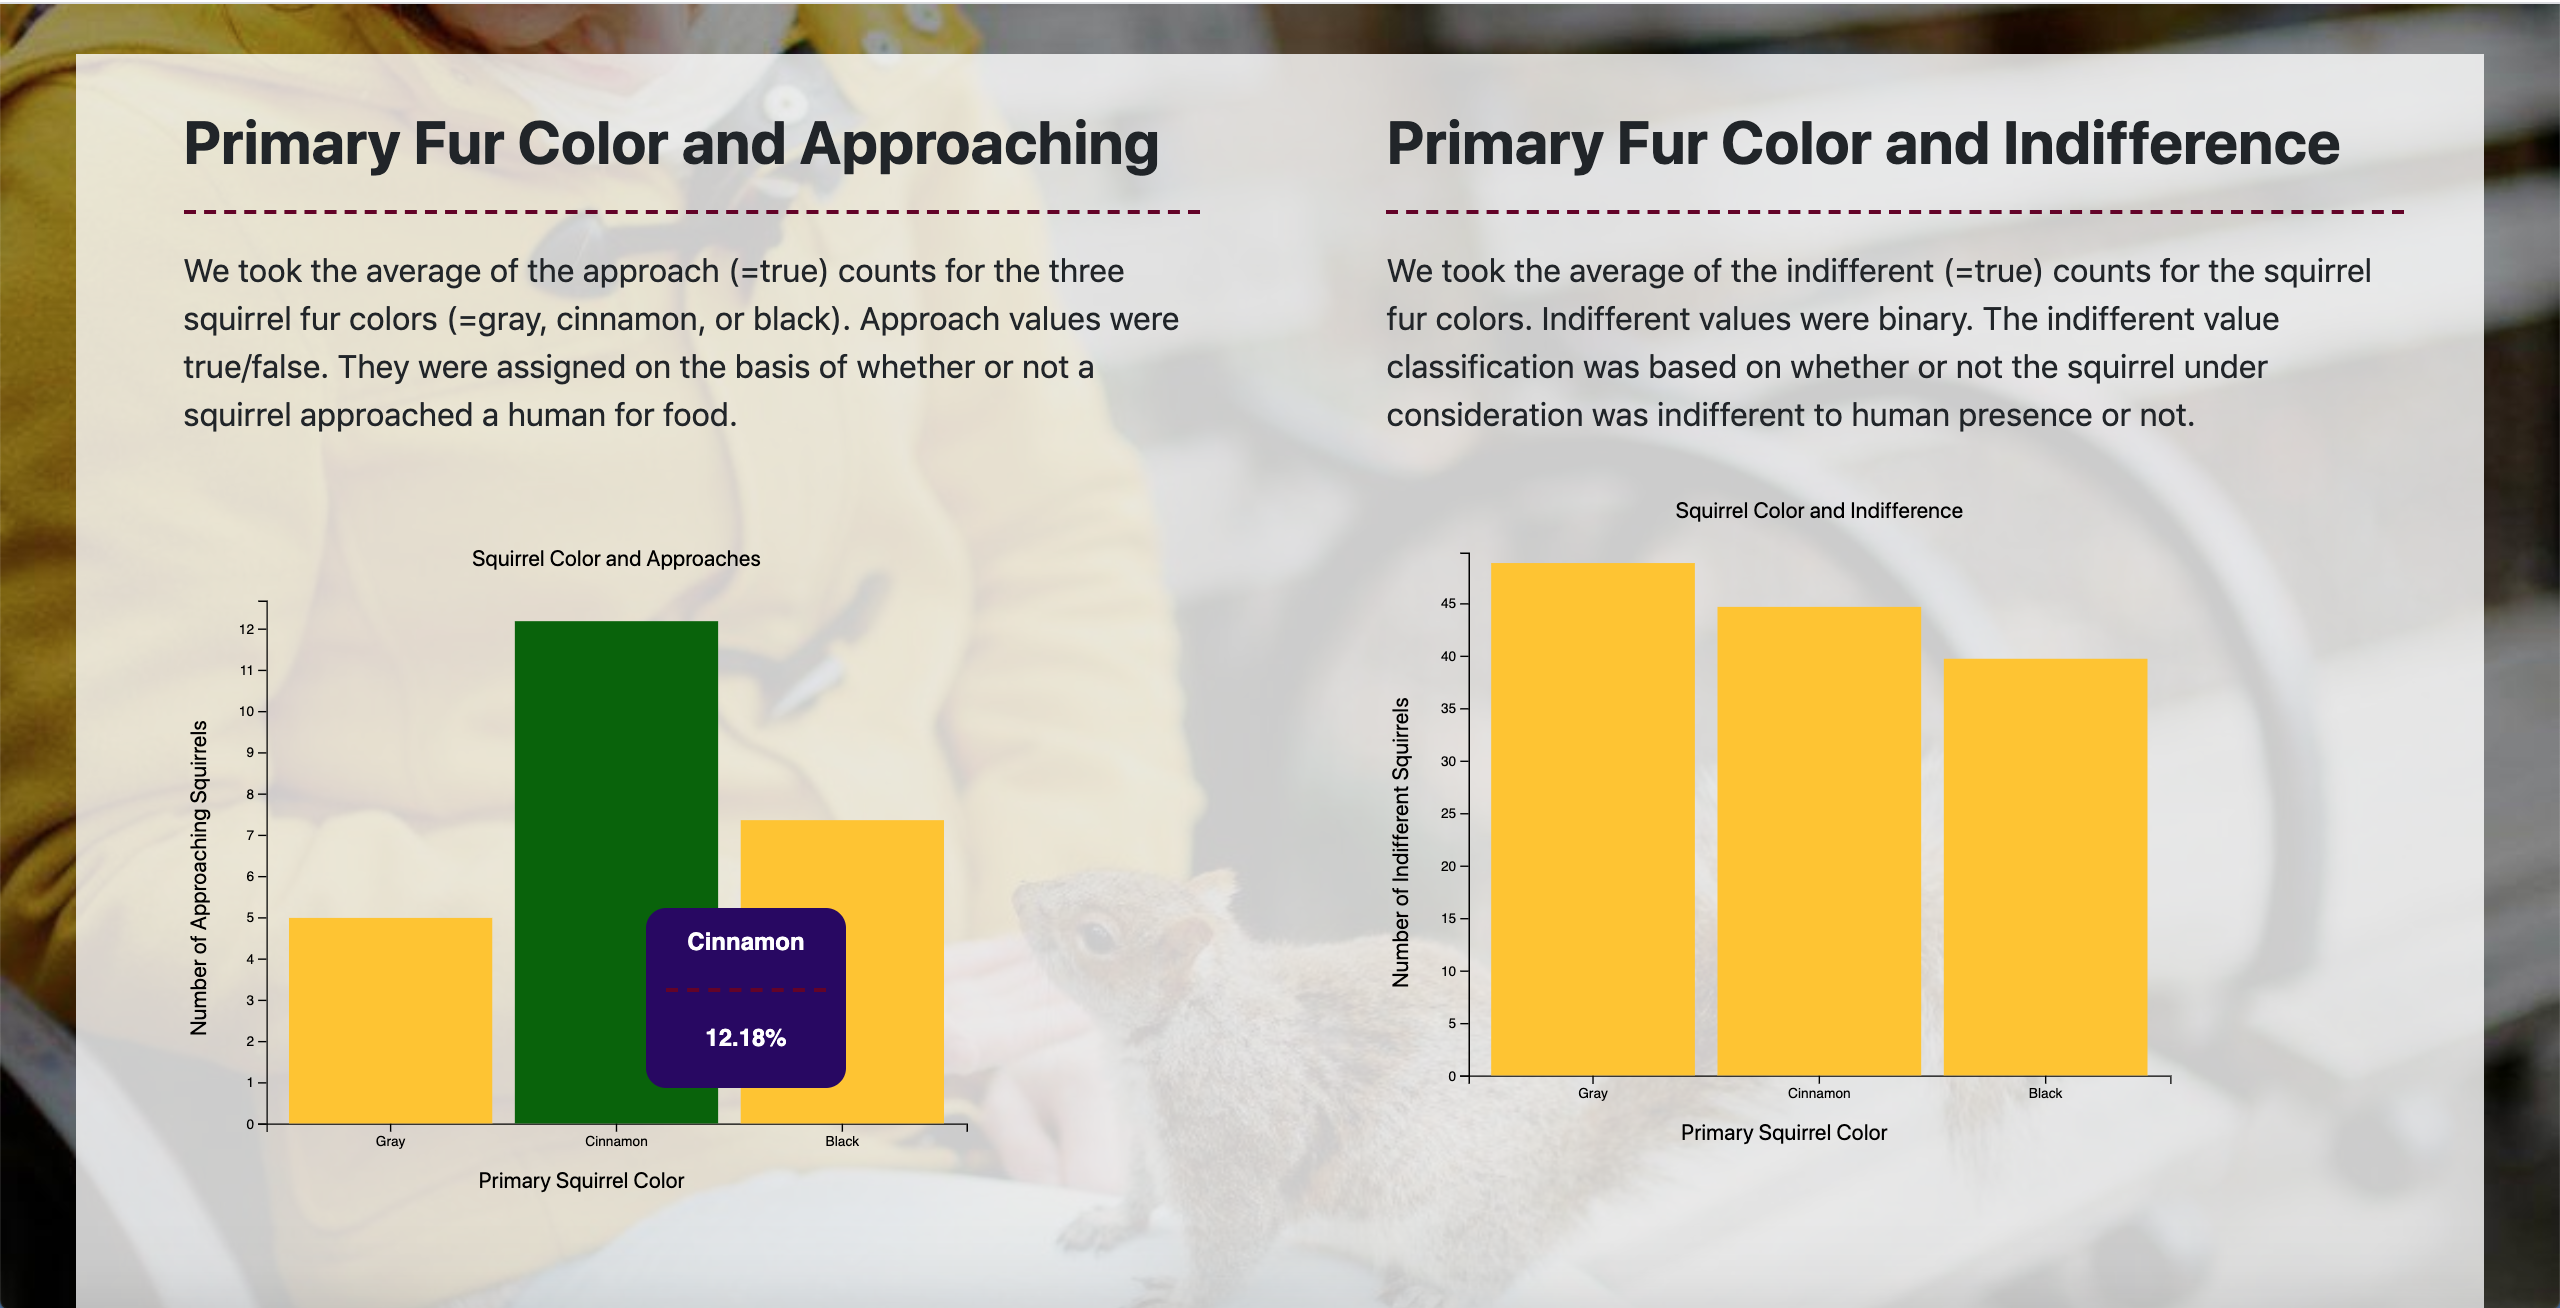 Primary Fur Color and Approaching
We took the average of the approach (=true) counts for the three
squirrel fur colors (=gray, cinnamon, or black). Approach values were
true/false. They were assigned on the basis of whether or not a
squirrel approached a human for food.
Squirrel Color and Approaches
Number of Approaching Squirrels
12
11
10
9
8
7
6
5
4
3
2
1
0
Cinnamon
12.18%
Gray
Cinnamon
Black
Primary Squirrel Color
Primary Fur Color and Indifference
We took the average of the indifferent (=true) counts for the squirrel
fur colors. Indifferent values were binary. The indifferent value
classification was based on whether or not the squirrel under
consideration was indifferent to human presence or not.
Squirrel Color and Indifference
Number of Indifferent Squirrels
45
40
35
30
25
20
15
10
5
0
Gray
Cinnamon
Black
Primary Squirrel Color